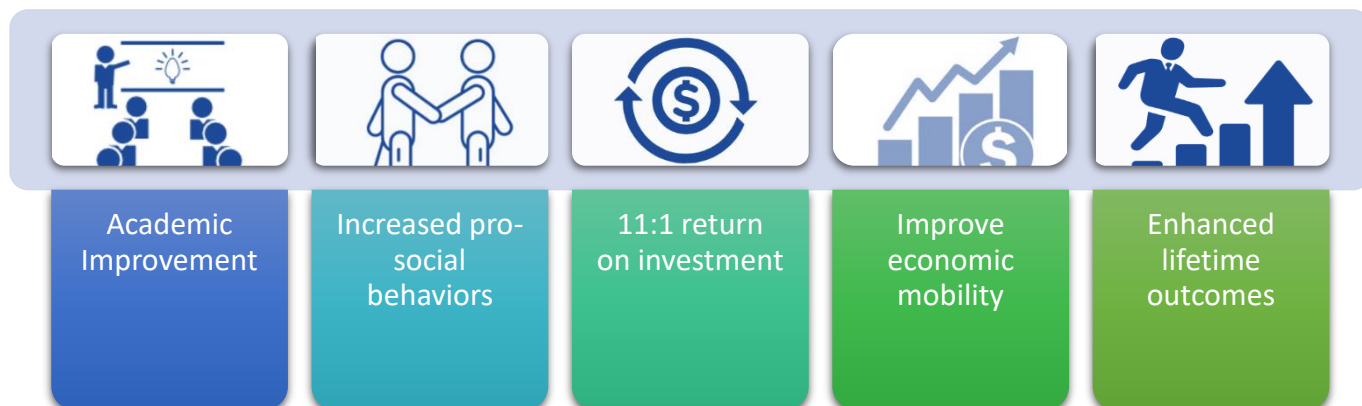 Academic
Improvement
Increased pro-
social
behaviors
11:1 return
on investment
Improve
economic
mobility
Enhanced
lifetime
outcomes